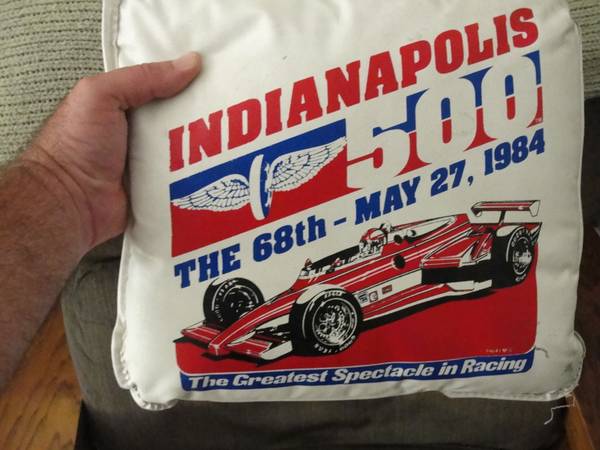 INDIANAPOLIS
500
THE 68th - MAY 27, 1984
The Greatest Spectacle in Racing